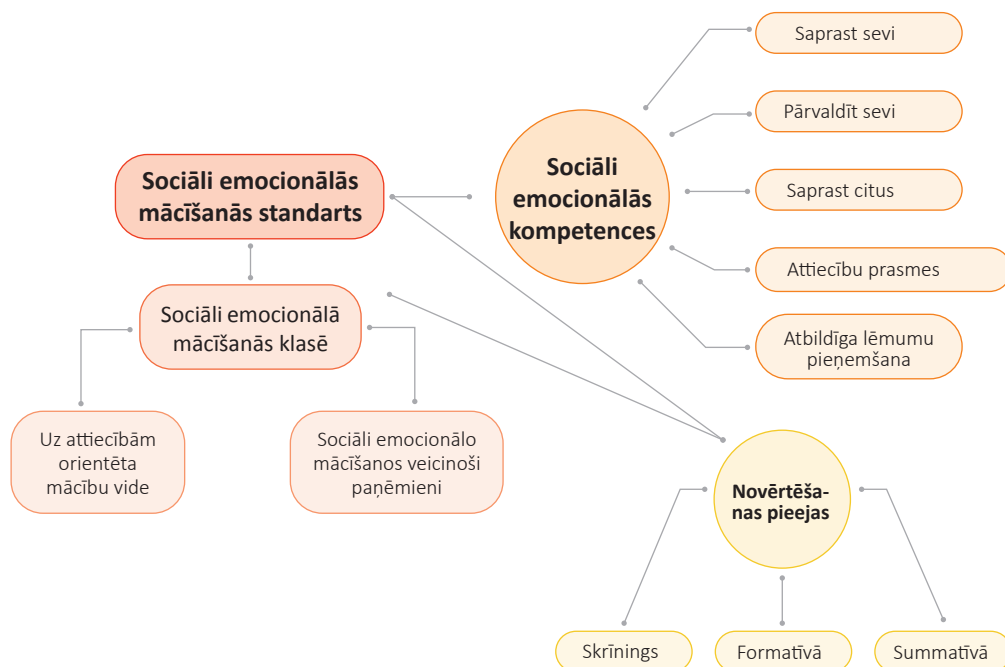 Sociāli emocionālās
mācīšanās standarts
Sociāli emocionālā
mācīšanās klasē
Uz attiecībām
orientēta
mācību vide
Sociāli emocionālo
mācīšanos veicinoši
paņēmieni
Sociāli
emocionālās
kompetences
Saprast sevi
Pārvaldīt sevi
Saprast citus
Attiecību prasmes
Atbildīga lēmumu
pieņemšana
Novērtēša-
nas pieejas
Skrīnings
Formatīvā
Summatīvā